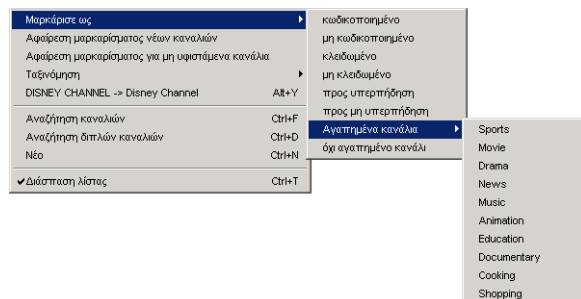 Μαρκάρισε ως
Αφαίρεση μαρκαρίσματος νέων καναλιών
Αφαίρεση μαρκαρίσματος για μη υφιστάμενα κανάλια
Ταξινόμηση
DISNEY CHANNEL -> Disney Channel Alt+Y
Αναζήτηση καναλιών Ctrl+F
Αναζήτηση διπλών καναλιών Ctrl+D
Νέο Ctrl+N
Διάσπαση λίστας Ctrl+T
κωδικοποιημένο
μη κωδικοποιημένο
κλειδωμένο
μη κλειδωμένο
προς υπερπήδηση
προς μη υπερπήδηση
Αγαπημένα κανάλια
όχι αγαπημένο κανάλι
Sports
Movie
Drama
News
Music
Animation
Education
Documentary
Cooking
Shopping